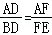 AD/BD = AF/FE